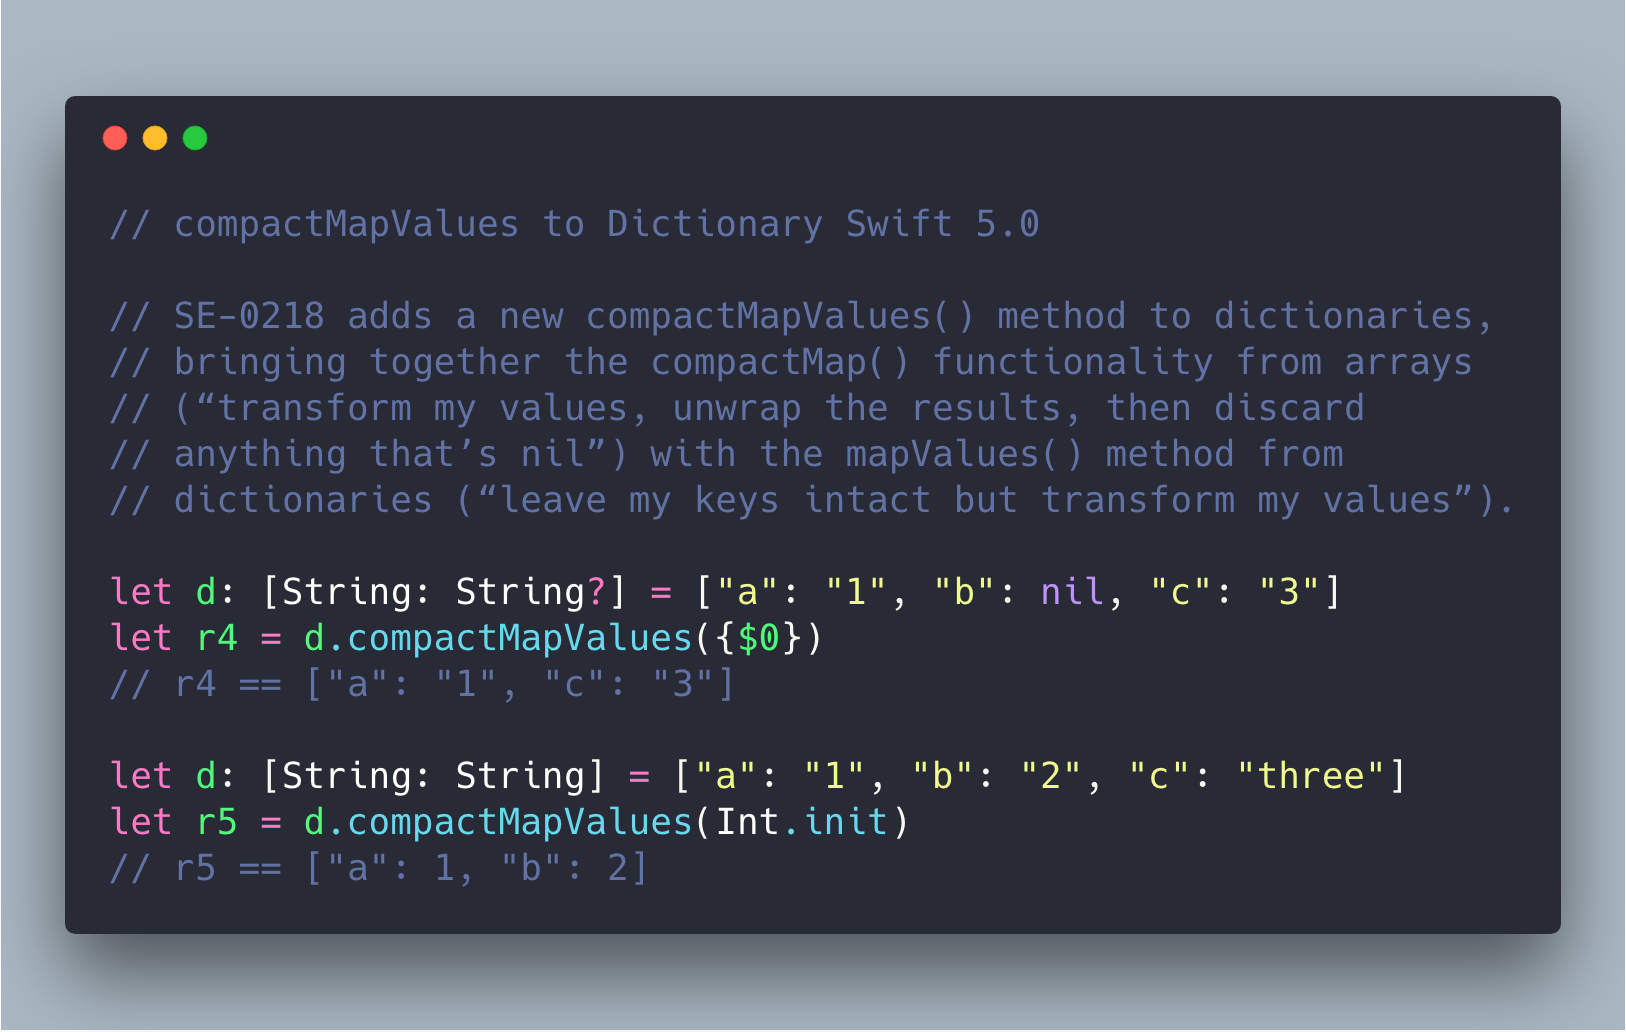 // compactMapValues to Dictionary Swift 5.0
// SE-0218 adds a new compactMapValues() method to dictionaries,
// bringing together the compactMap() functionality from arrays
// (“transform my values, unwrap the results, then discard
// anything that’s nil”) with the mapValues() method from
// dictionaries (“leave my keys intact but transform my values”).
let d: [String: String?] = ["a": "1", "b": nil, "c": "3"]
let r4 = d.compactMapValues({$0})
// r4 == ["a": "1", "c": "3"]
let d: [String: String] = ["a": "1", "b": "2", "c": "three"]
let r5 = d.compactMapValues(Int.init)
// r5 == ["a": 1, "b": 2]